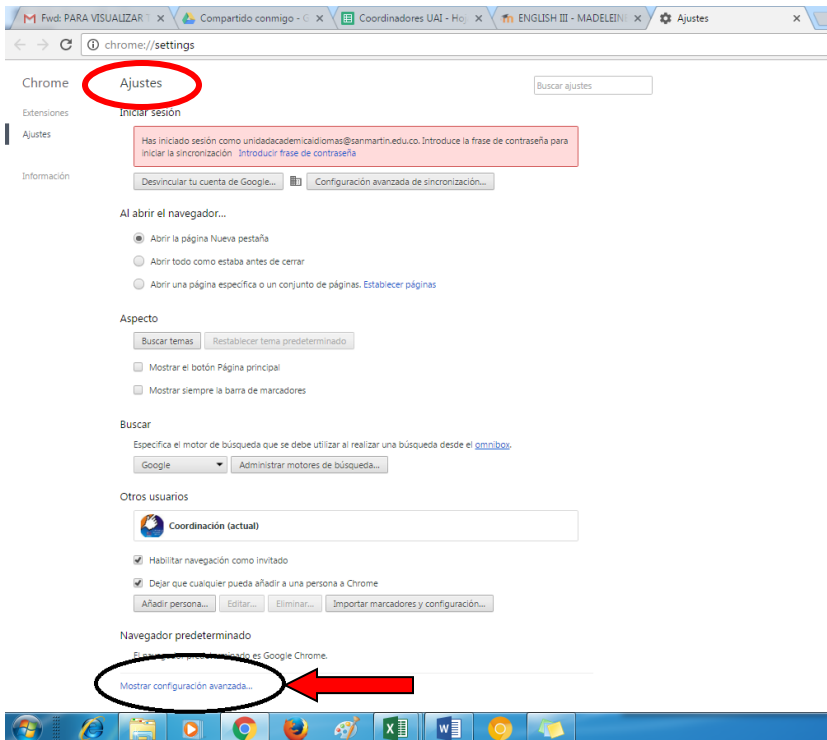 Fwd: PARA VISUALIZAR T
Compartido conmigo - G
Coordinadores UAI - Hoj
ENGLISH III - MADELEINE
Ajustes
chrome://settings
Chrome
Ajustes
Buscar ajustes
Extensiones
Iniciar sesión
Ajustes
Has iniciado sesión como unidadacademicaidiomas@sanmartin.edu.co. Introduce la frase de contraseña para
iniciar la sincronización Introducir frase de contraseña
Información
Desvincular tu cuenta de Google...
Configuración avanzada de sincronización...
Al abrir el navegador...
Abrir la página Nueva pestaña
Abrir todo como estaba antes de cerrar
Abrir una página específica o un conjunto de páginas. Establecer páginas
Aspecto
Buscar temas
Restablecer tema predeterminado
Mostrar el botón Página principal
Mostrar siempre la barra de marcadores
Buscar
Especifica el motor de búsqueda que se debe utilizar al realizar una búsqueda desde el omnibox.
Google
Administrar motores de búsqueda...
Otros usuarios
Coordinación (actual)
Habilitar navegación como invitado
Dejar que cualquier pueda añadir a una persona a Chrome
Añadir persona...
Editar...
Eliminar...
Importar marcadores y configuración...
Navegador predeterminado
El navegador predeterminado es Google Chrome.
Mostrar configuración avanzada...